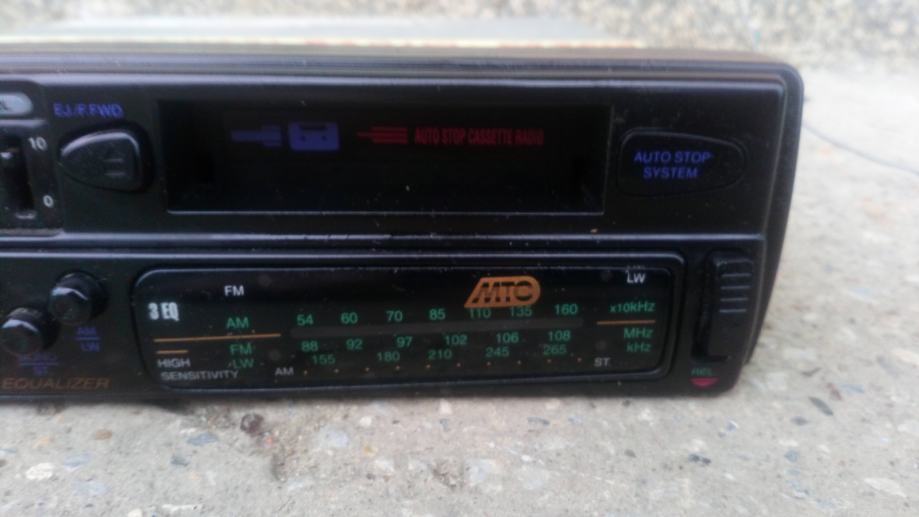 EJ./F.FWD
10
0
AUTO STOP CASSETTE RADIO
AUTO STOP
SYSTEM
FM
LW
MTC
3 EQ
AM 54 60 70 85 110 135 160 x10kHz
FM 88 92 97 102 106 108 MHz
LW 155 180 210 245 265 kHz
HIGH
SENSITIVITY
AM
ST
AM
LW
MONO
ST
EQUALIZER
REL